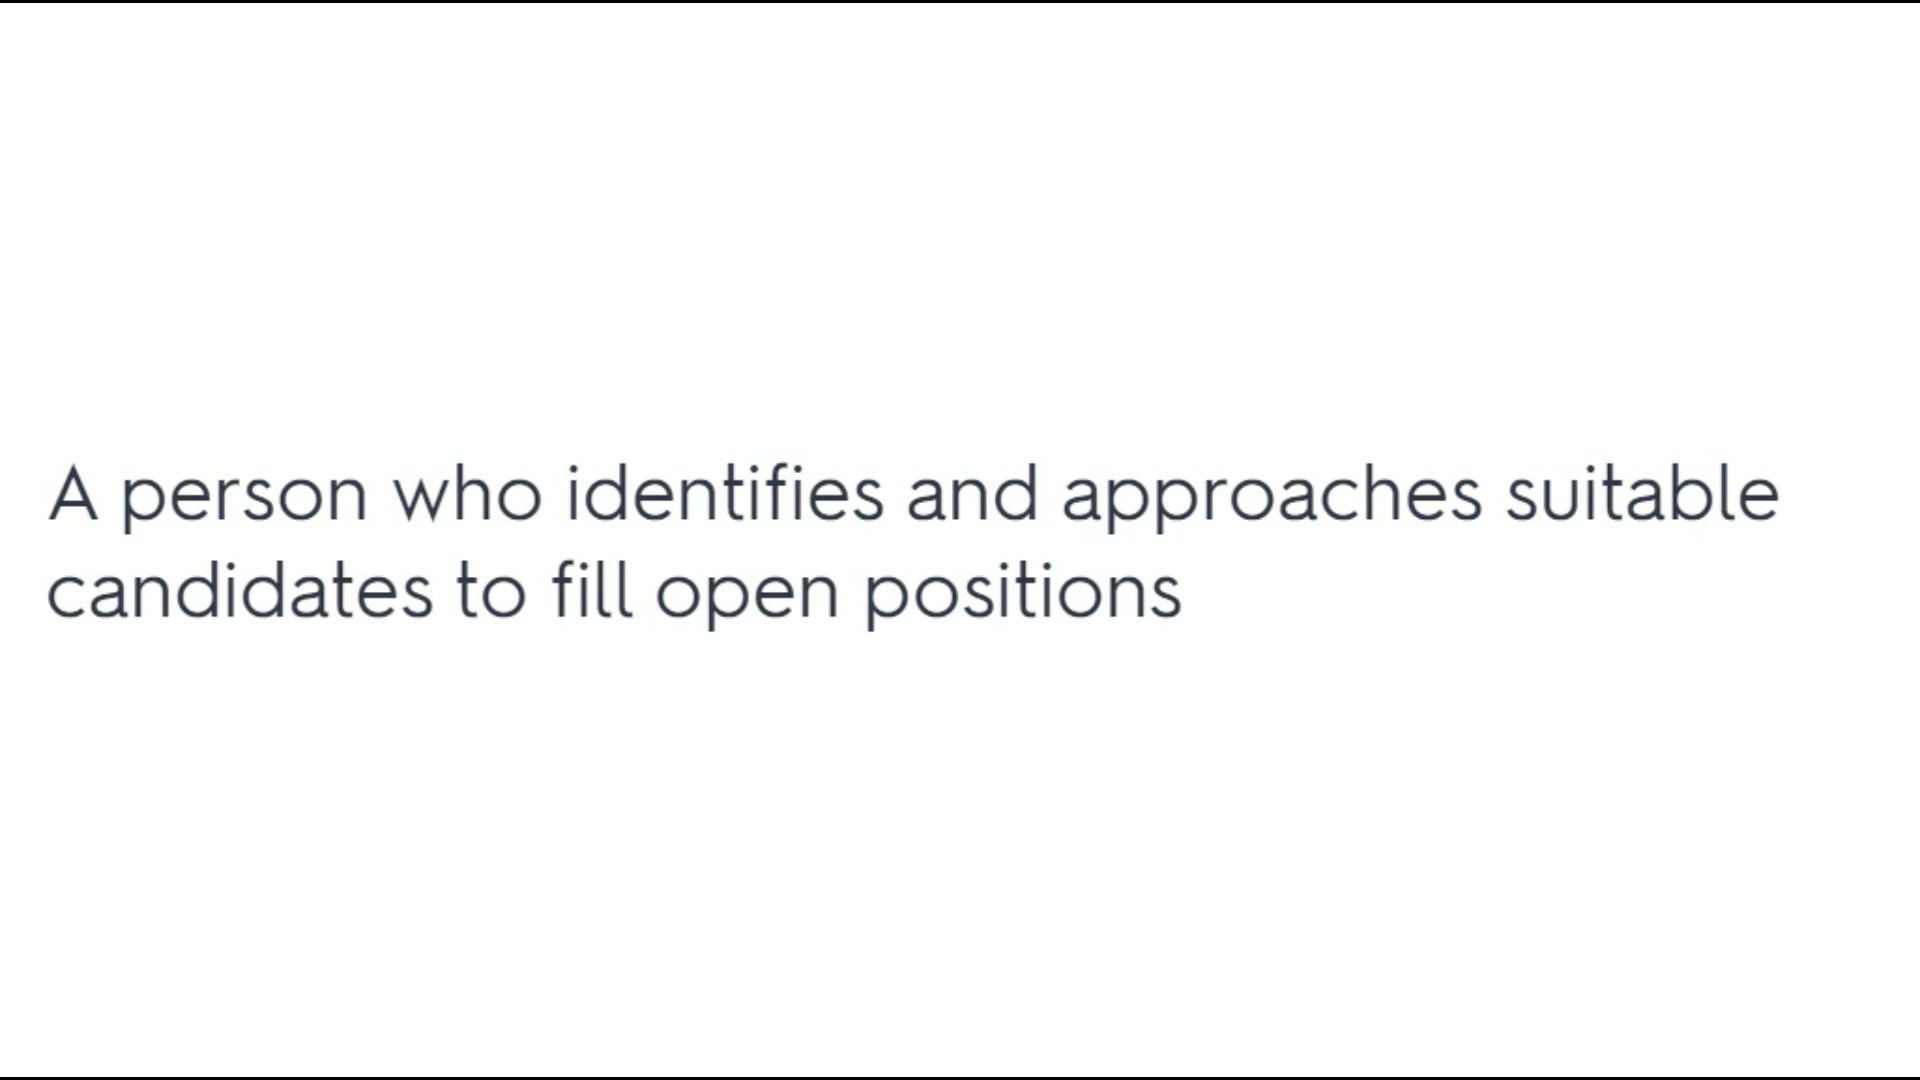 A person who identifies and approaches suitable
candidates to fill open positions